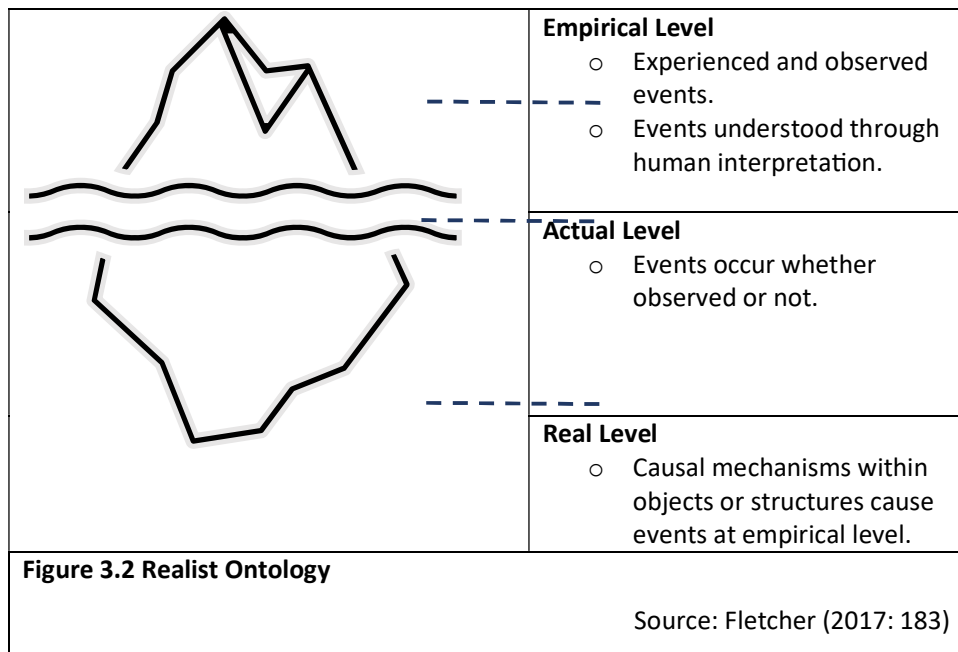 Empirical Level
o Experienced and observed
events.
o Events understood through
human interpretation.
Actual Level
o Events occur whether
observed or not.
Real Level
o Causal mechanisms within
objects or structures cause
events at empirical level.
Figure 3.2 Realist Ontology
Source: Fletcher (2017: 183)